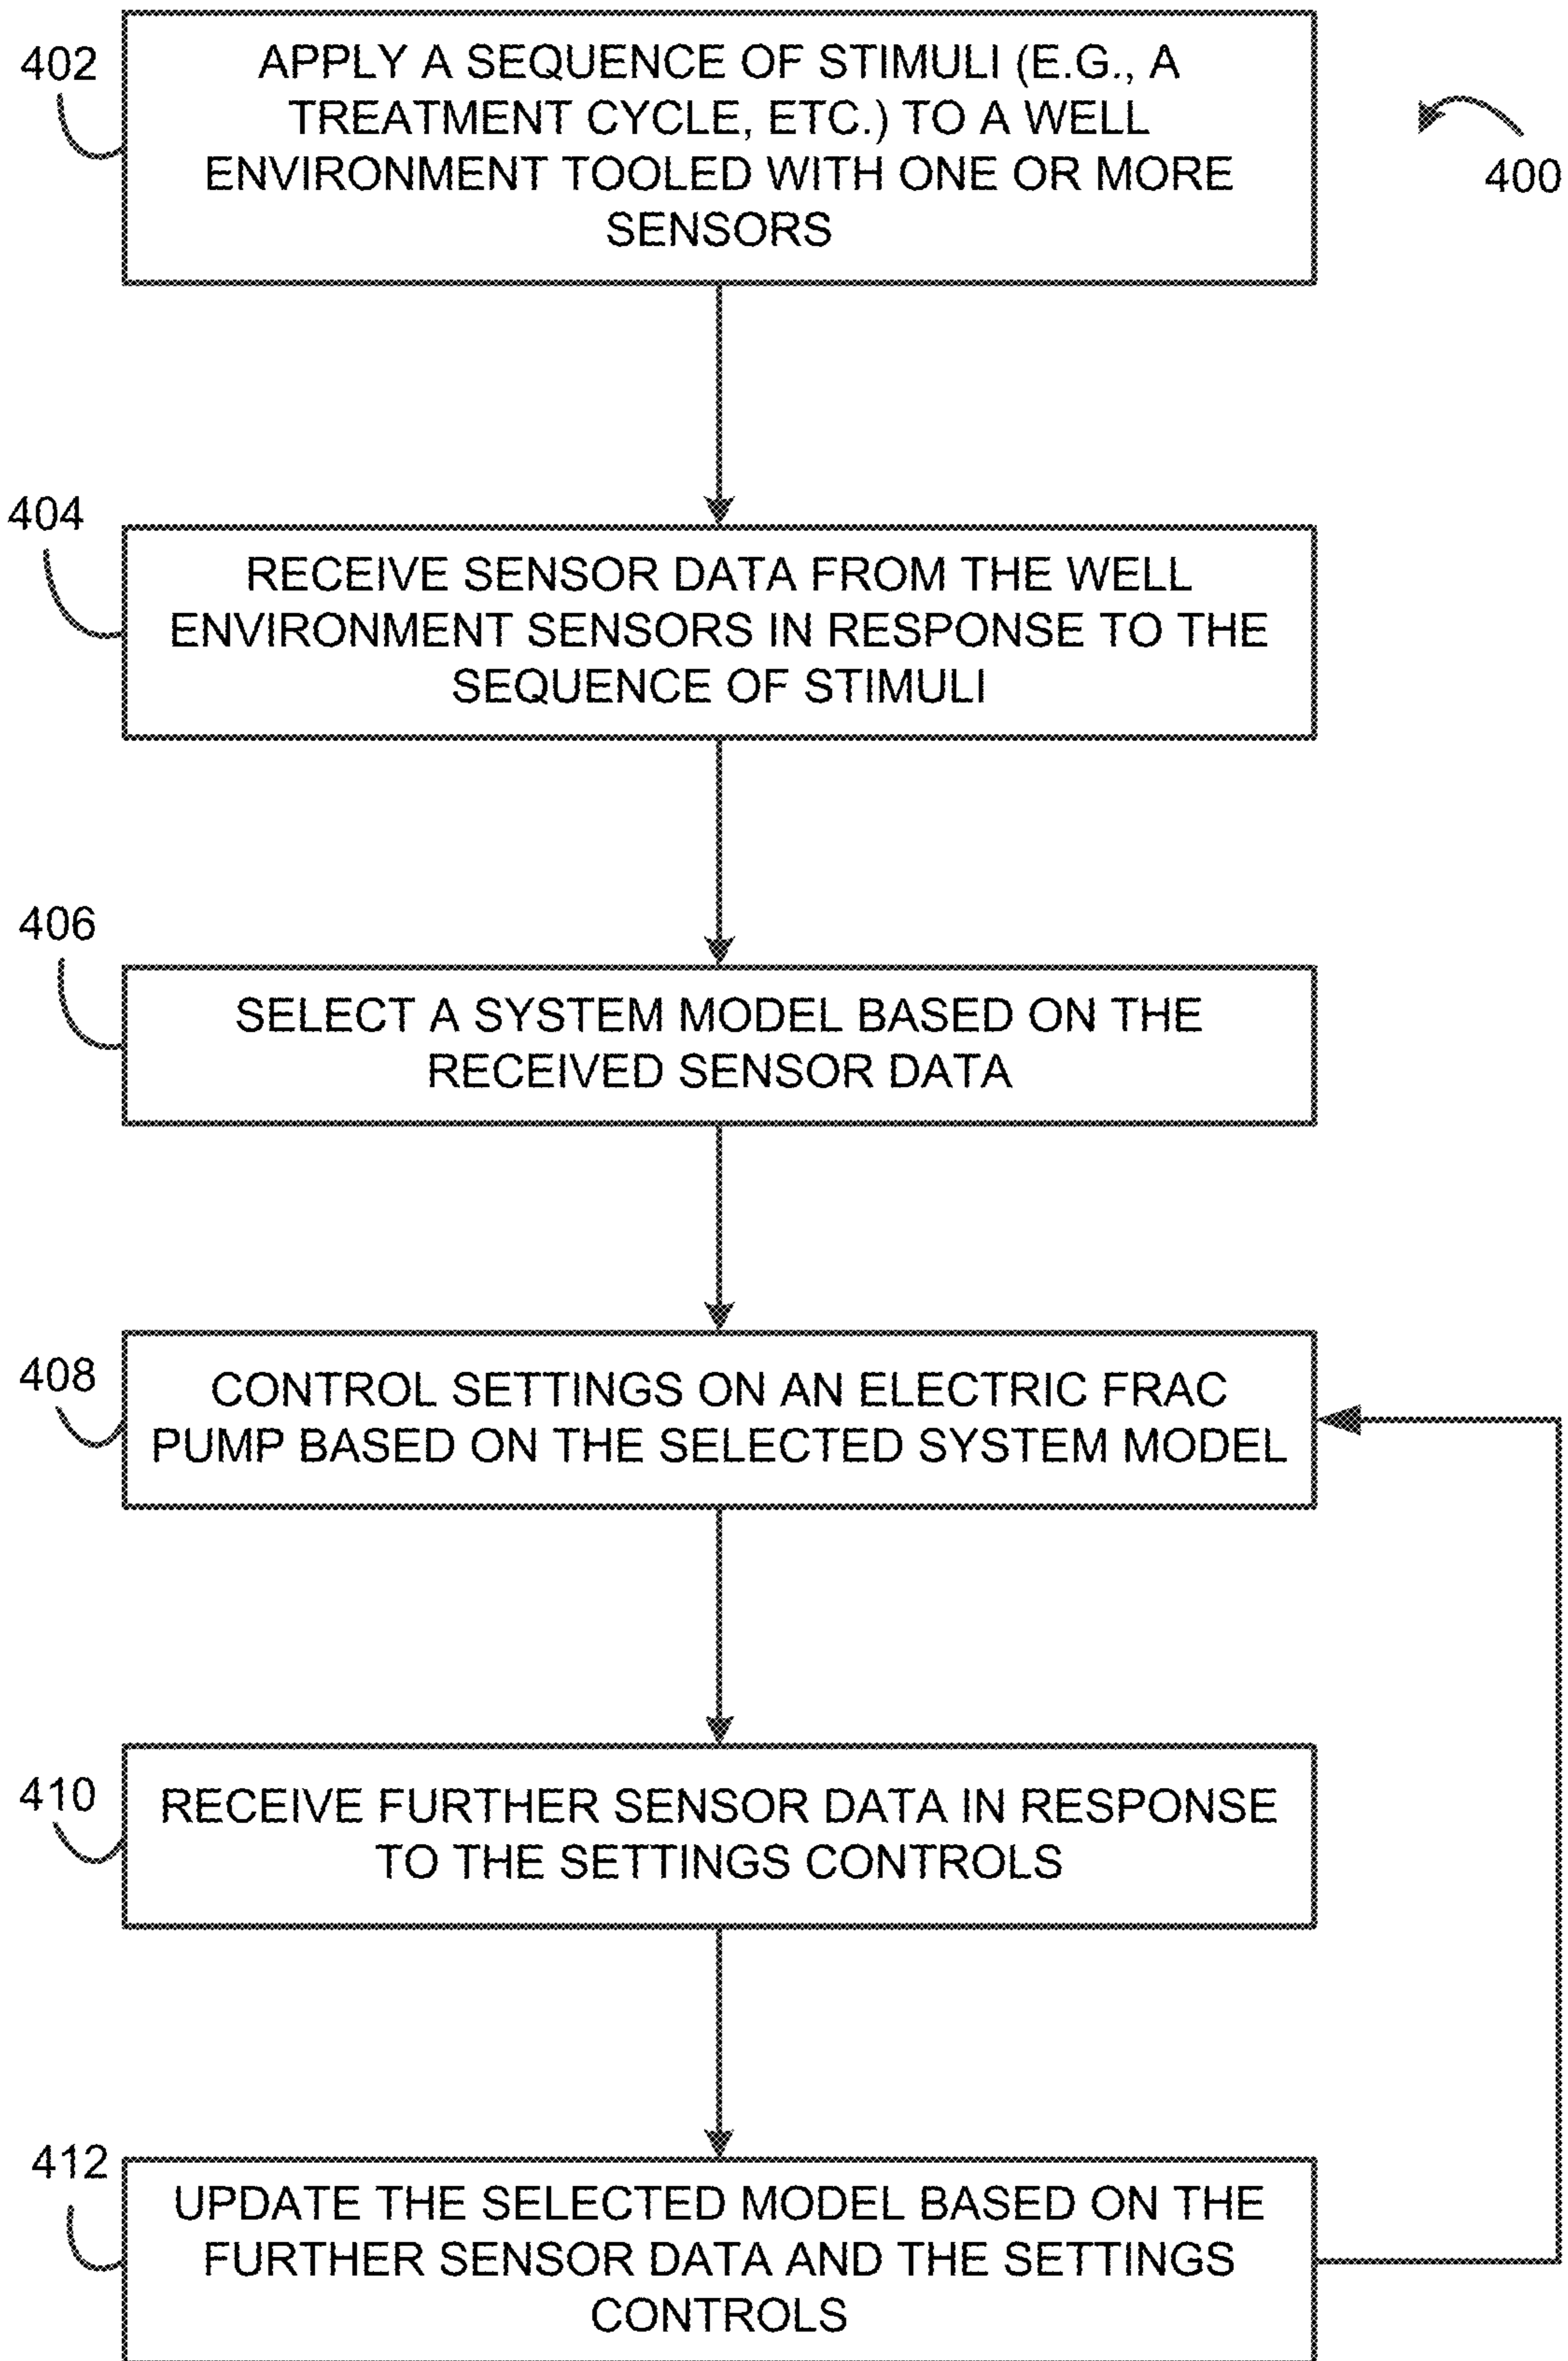 402
APPLY A SEQUENCE OF STIMULI (E.G., A
TREATMENT CYCLE, ETC.) TO A WELL
ENVIRONMENT TOOLED WITH ONE OR MORE
SENSORS
400
404
RECEIVE SENSOR DATA FROM THE WELL
ENVIRONMENT SENSORS IN RESPONSE TO THE
SEQUENCE OF STIMULI
406
SELECT A SYSTEM MODEL BASED ON THE
RECEIVED SENSOR DATA
408
CONTROL SETTINGS ON AN ELECTRIC FRAC
PUMP BASED ON THE SELECTED SYSTEM MODEL
410
RECEIVE FURTHER SENSOR DATA IN RESPONSE
TO THE SETTINGS CONTROLS
412
UPDATE THE SELECTED MODEL BASED ON THE
FURTHER SENSOR DATA AND THE SETTINGS
CONTROLS